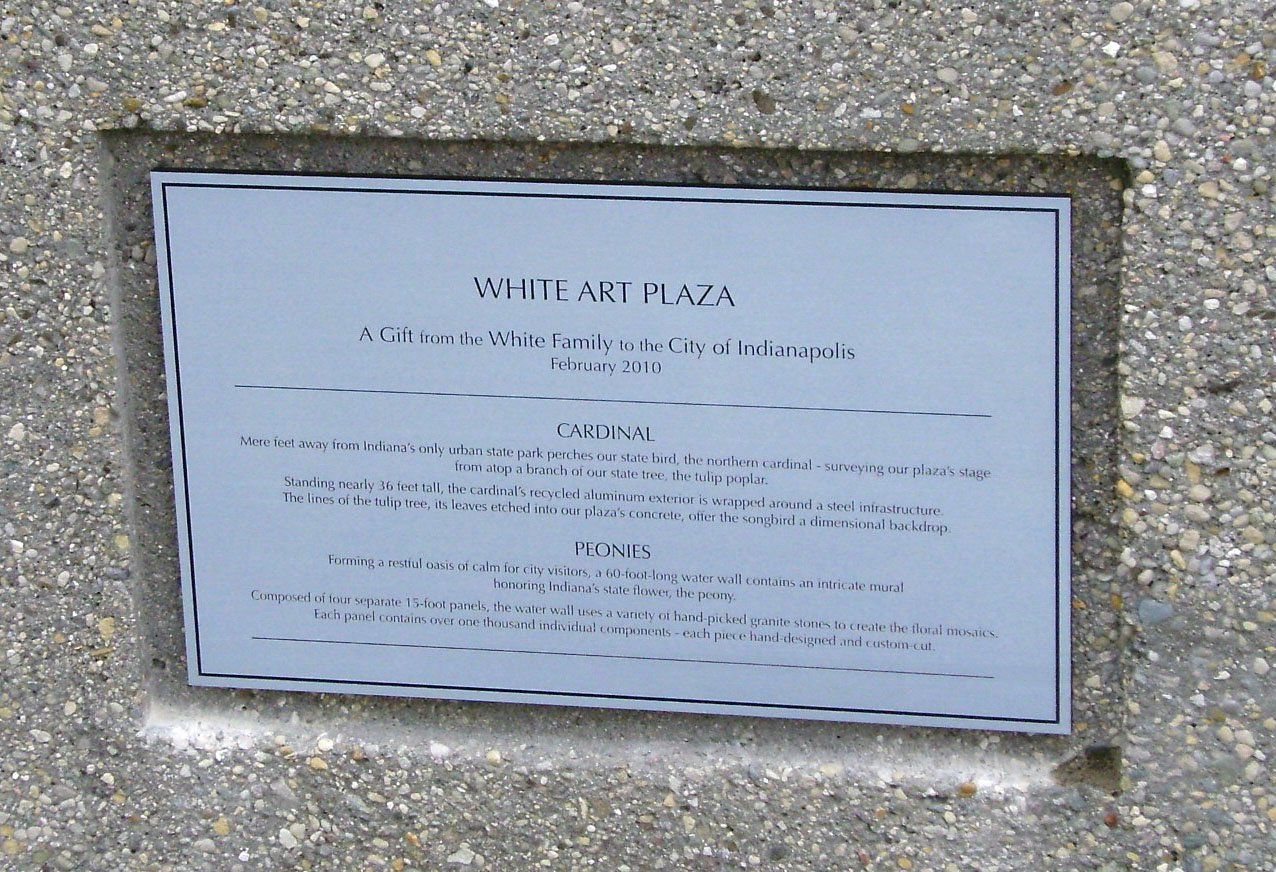 WHITE ART PLAZA
A Gift from the White Family to the City of Indianapolis
February 2010
CARDINAL
Mere feet away from Indiana's only urban state park perches our state bird, the northern cardinal - surveying our plaza's stage
from atop a branch of our state tree, the tulip poplar.
Standing nearly 36 feet tall, the cardinal's recycled aluminum exterior is wrapped around a steel infrastructure.
The lines of the tulip tree, its leaves etched into our plaza's concrete, offer the songbird a dimensional backdrop.
PEONIES
Forming a restful oasis of calm for city visitors, a 60-foot-long water wall contains an intricate mural
honoring Indiana's state flower, the peony.
Composed of four separate 15-foot panels, the water wall uses a variety of hand-picked granite stones to create the floral mosaics.
Each panel contains over one thousand individual components - each piece hand-designed and custom-cut.